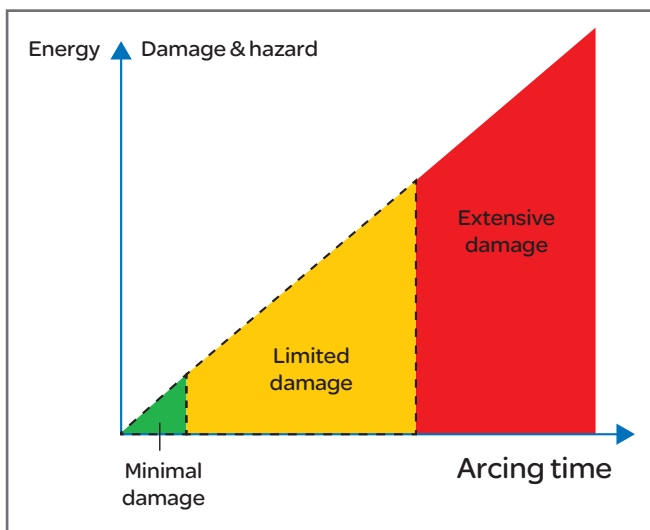 Energy
Damage & hazard
Extensive
damage
Limited
damage
Minimal
damage
Arcing time